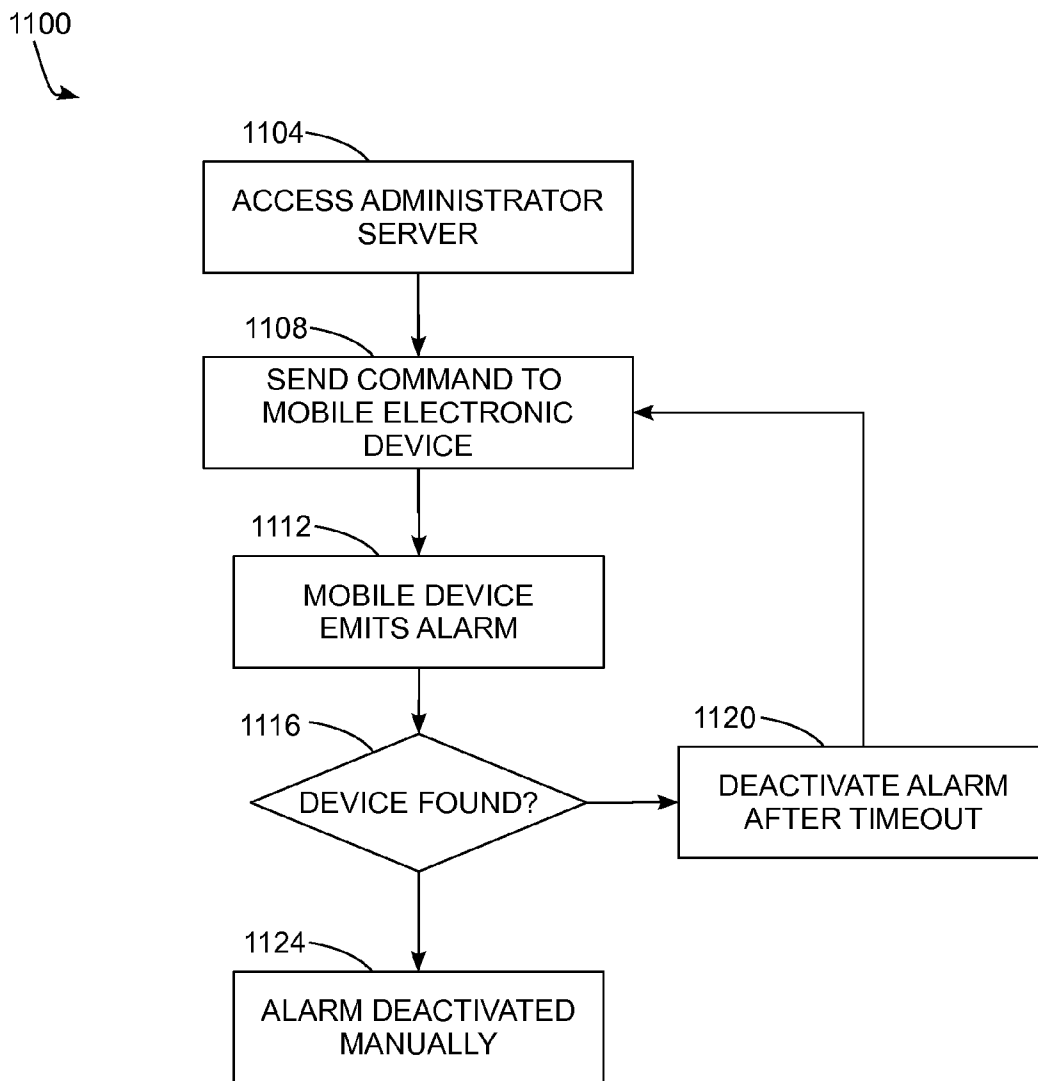 1100
1104
ACCESS ADMINISTRATOR
SERVER
1108
SEND COMMAND TO
MOBILE ELECTRONIC
DEVICE
1112
MOBILE DEVICE
EMITS ALARM
1116
DEVICE FOUND?
1120
DEACTIVATE ALARM
AFTER TIMEOUT
1124
ALARM DEACTIVATED
MANUALLY